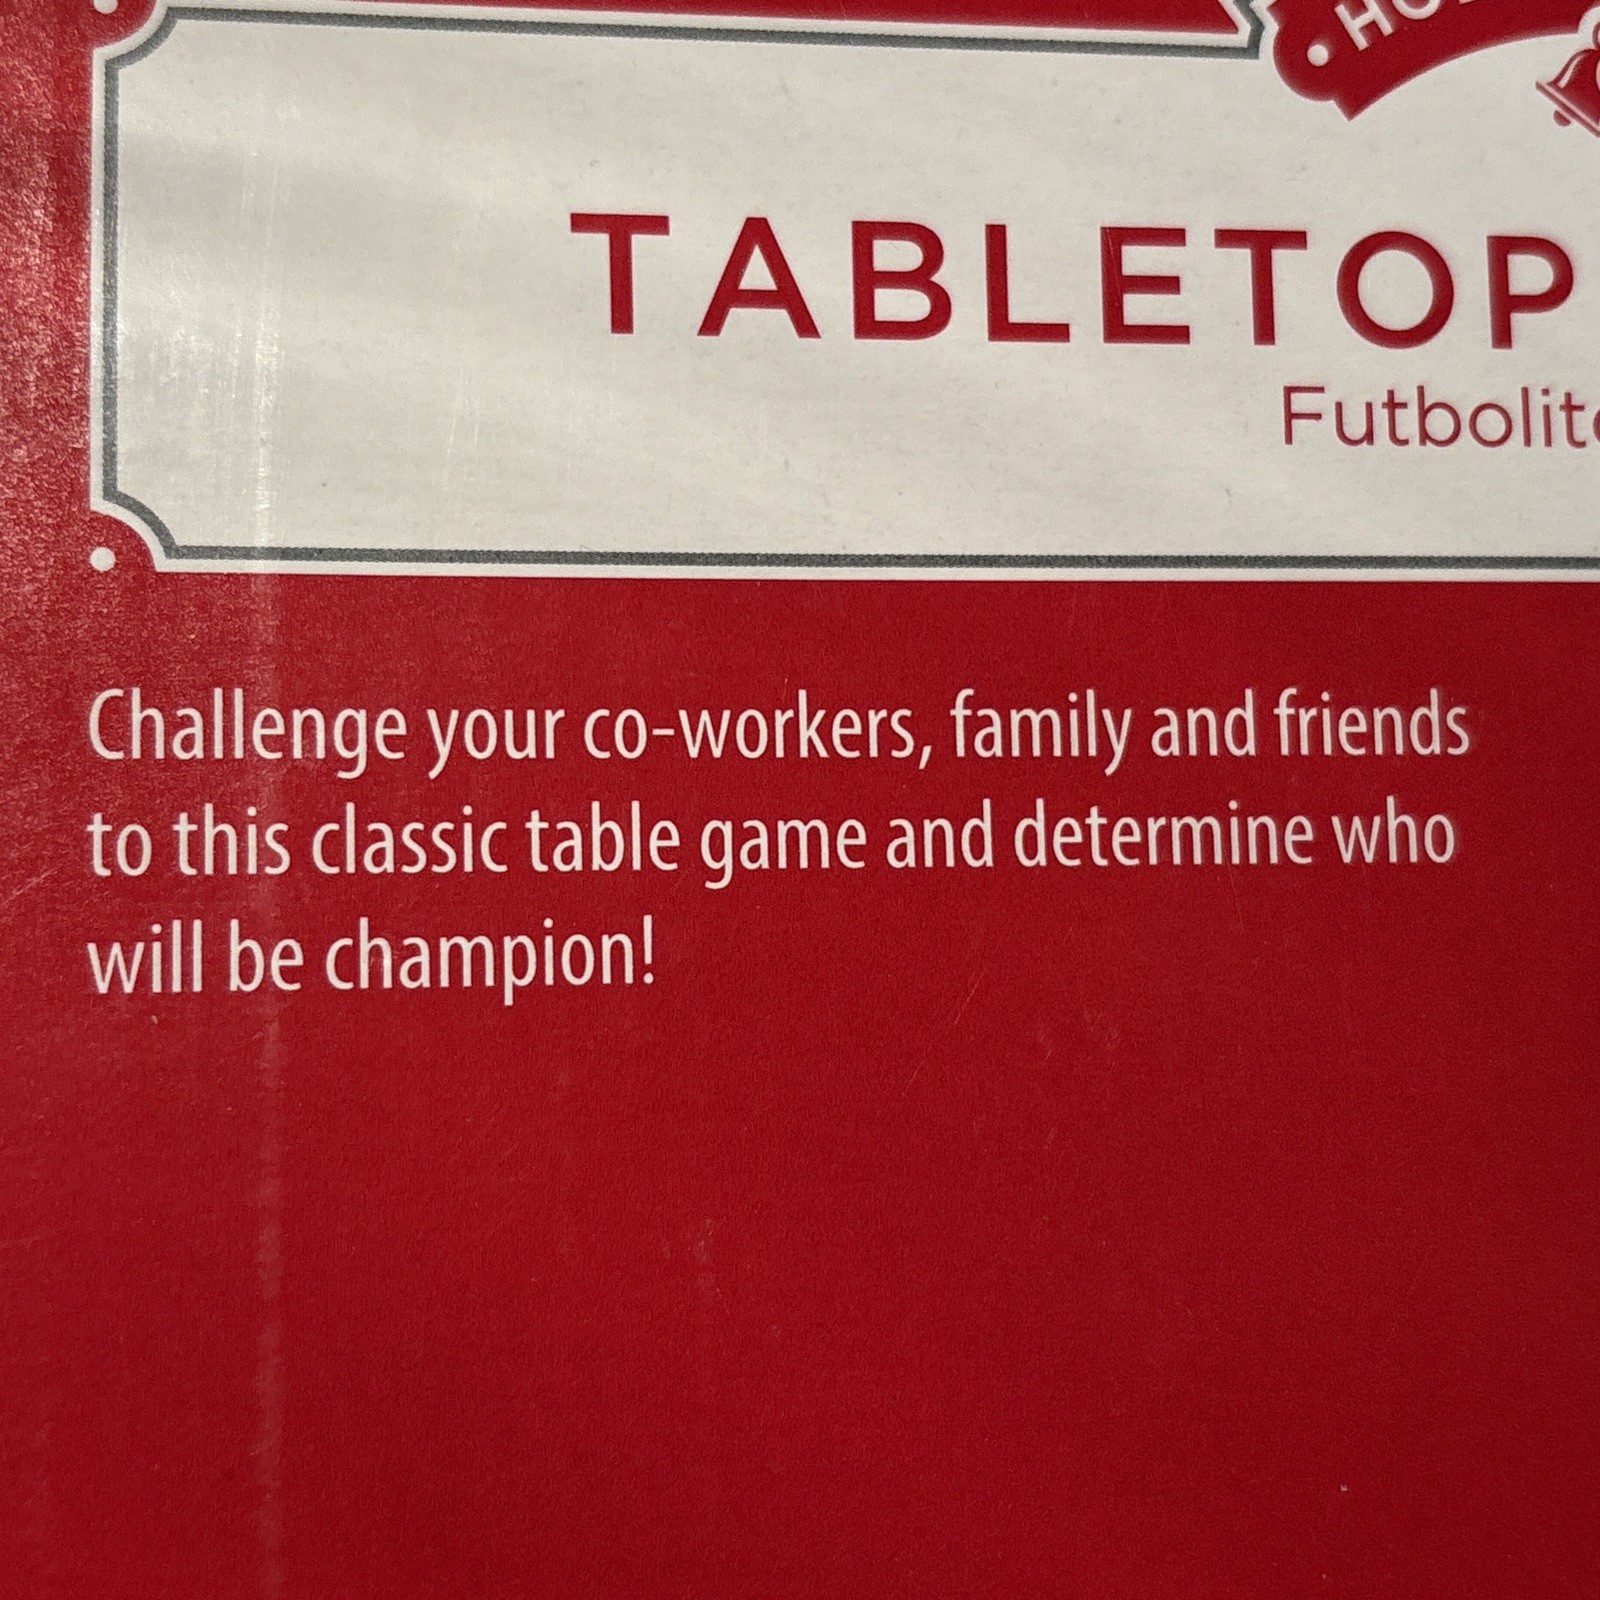 TABLETOP
Challenge your co-workers, family and friends
to this classic table game and determine who
will be champion!